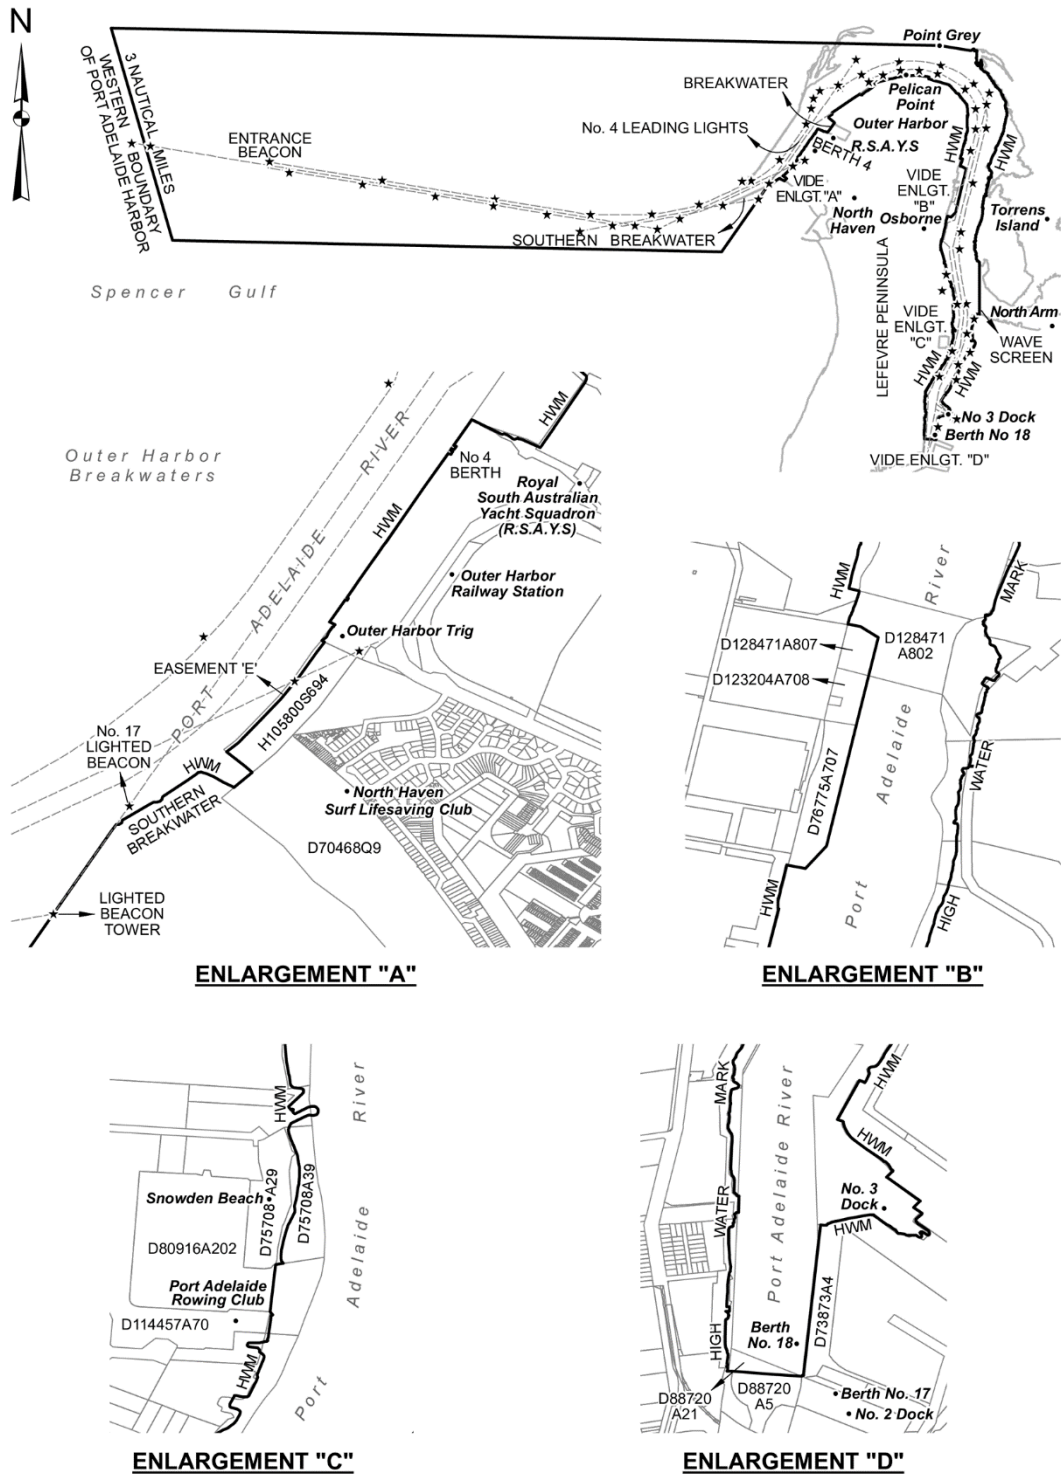 N
Point Grey
3 NAUTICAL MILES
WESTERN BOUNDARY
OF PORT ADELAIDE HARBOR
ENTRANCE
BEACON
BREAKWATER
No. 4 LEADING LIGHTS
Pelican
Point
Outer Harbor
R.S.A.Y.S
BERTH 4
HWM
HWM
VIDE
ENLGT. "A"
VIDE
ENLGT.
"B"
North
Haven
Osborne
Torrens
Island
SOUTHERN BREAKWATER
Spencer Gulf
LEFEVRE PENINSULA
VIDE
ENLGT.
"C"
North Arm
WAVE
SCREEN
HWM
HWM
No 3 Dock
Berth No 18
VIDE ENLGT. "D"
Outer Harbor
Breakwaters
PORT ADELAIDE RIVER
HWM
No 4
BERTH
HWM
Royal
South Australian
Yacht Squadron
(R.S.A.Y.S)
Outer Harbor
Railway Station
Outer Harbor Trig
EASEMENT 'E'
H105800S694
No. 17
LIGHTED
BEACON
HWM
SOUTHERN
BREAKWATER
North Haven
Surf Lifesaving Club
D70468Q9
LIGHTED
BEACON
TOWER
ENLARGEMENT "A"
HWM
River
MARK
D128471A807
D128471
A802
D123204A708
Adelaide
WATER
D76775A707
Port
HWM
HIGH
ENLARGEMENT "B"
HWM
River
Snowden Beach
D75708A29
D75708A39
D80916A202
Adelaide
Port Adelaide
Rowing Club
D114457A70
HWM
Port
ENLARGEMENT "C"
MARK
HWM
Port Adelaide River
HWM
WATER
No. 3
Dock
HWM
D73873A4
HIGH
Berth
No. 18
D88720
A21
D88720
A5
Berth No. 17
No. 2 Dock
ENLARGEMENT "D"